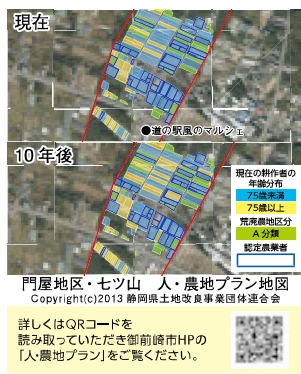 現在
●道の駅風のマルシェ
10年後
現在の耕作者の
年齢分布
75歳未満
75歳以上
荒廃農地区分
A分類
認定農業者
門屋地区・七ツ山 人・農地プラン地図
Copyright(c)2013 静岡県土地改良事業団体連合会
詳しくはQRコードを
読み取っていただき御前崎市HPの
「人・農地プラン」をご覧ください。